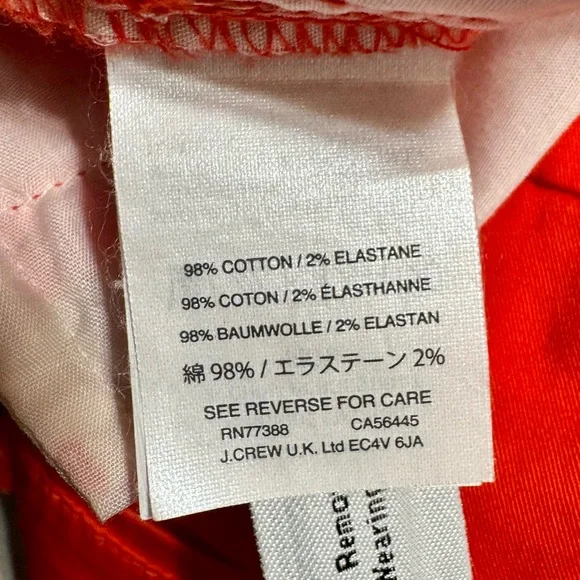 98% COTTON / 2% ELASTANE
98% COTON / 2% ÉLASTHANNE
98% BAUMWOLLE / 2% ELASTAN
綿 98% / エラステーン 2%
SEE REVERSE FOR CARE
RN77388 CA56445
J.CREW U.K. Ltd EC4V 6JA